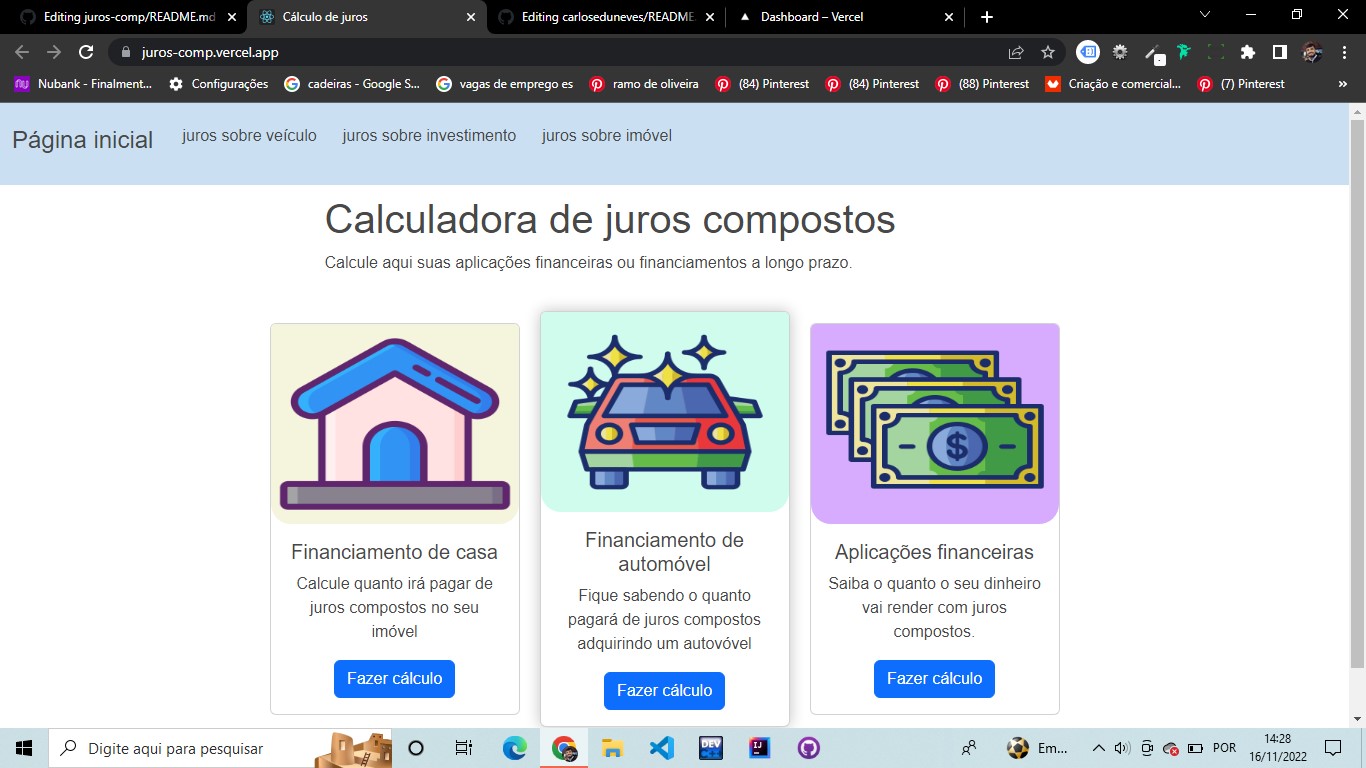 Editing juros-comp/README.md
Cálculo de juros
Editing carloseduneves/README
Dashboard – Vercel
juros-comp.vercel.app
nu
Nubank - Finalment...
Configurações
cadeiras - Google S...
vagas de emprego es
ramo de oliveira
(84) Pinterest
(84) Pinterest
(88) Pinterest
Criação e comercial...
(7) Pinterest
»
Página inicial
juros sobre veículo
juros sobre investimento
juros sobre imóvel
Calculadora de juros compostos
Calcule aqui suas aplicações financeiras ou financiamentos a longo prazo.
$
Financiamento de casa
Calcule quanto irá pagar de
juros compostos no seu
imóvel
Fazer cálculo
Financiamento de
automóvel
Fique sabendo o quanto
pagará de juros compostos
adquirindo um autovóvel
Fazer cálculo
Aplicações financeiras
Saiba o quanto o seu dinheiro
vai render com juros
compostos.
Fazer cálculo
Digite aqui para pesquisar
DEV
IJ
Em...
POR
14:28
16/11/2022